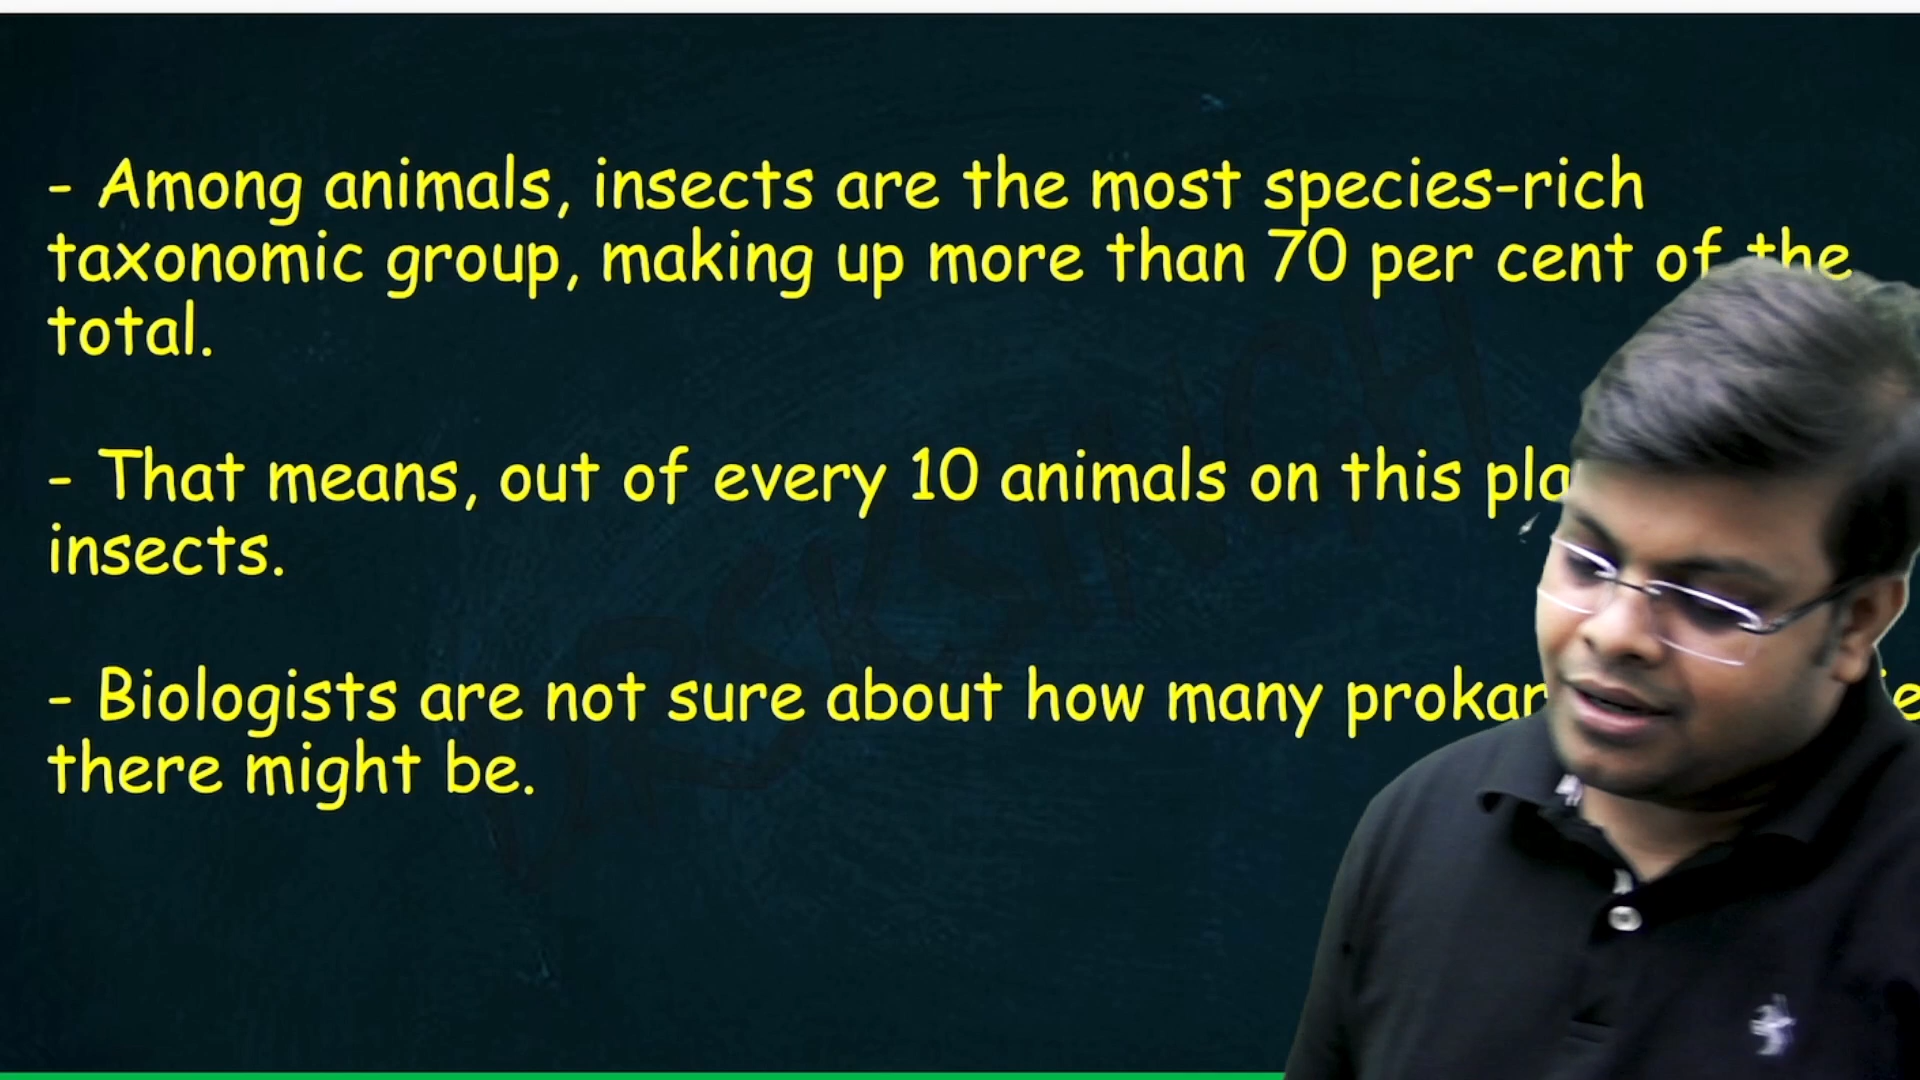 - Among animals, insects are the most species-rich
taxonomic group, making up more than 70 per cent of the
total.
- That means, out of every 10 animals on this
insects.
- Biologists are not sure about how many
there might be.